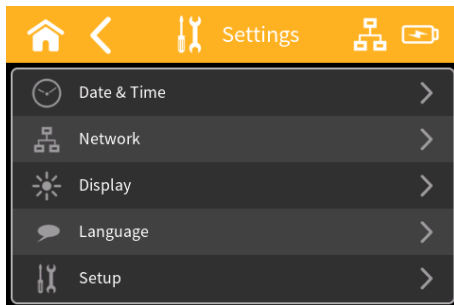 Settings
Date & Time
Network
Display
Language
Setup